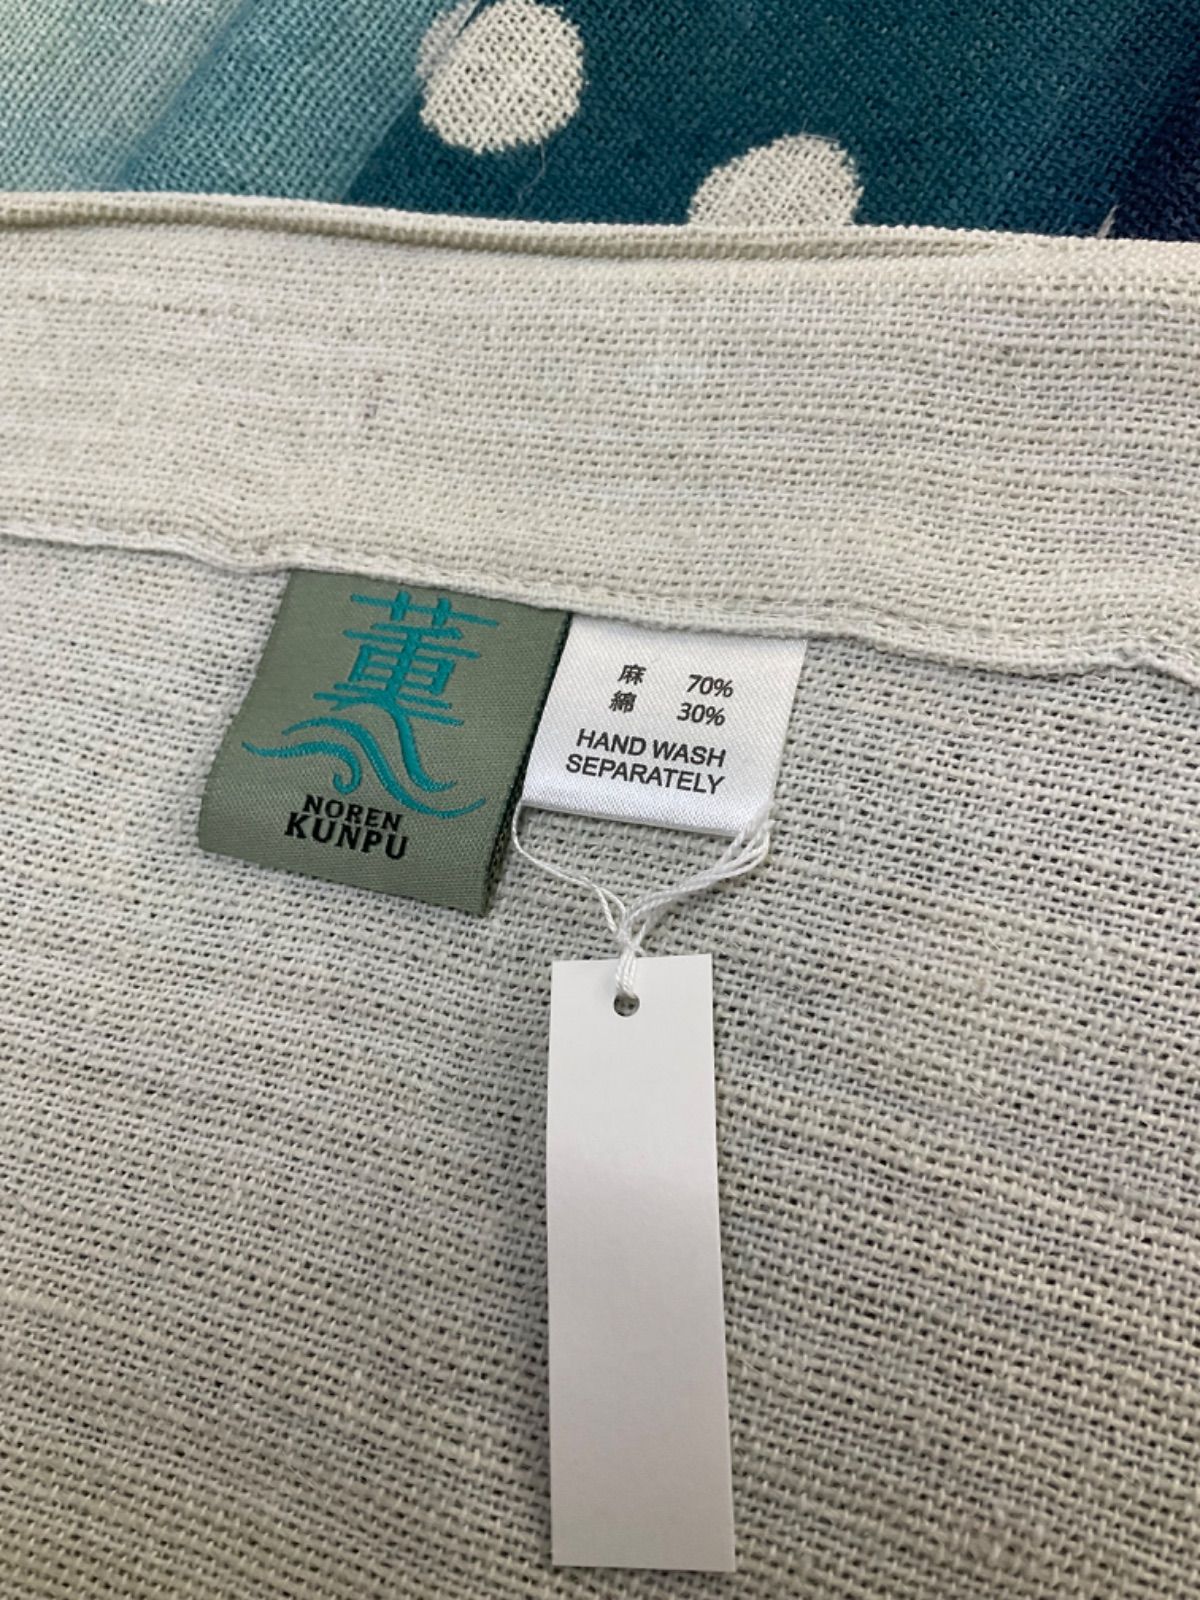 薫
NOREN
KUNPU
麻 70%
綿 30%
HAND WASH
SEPARATELY